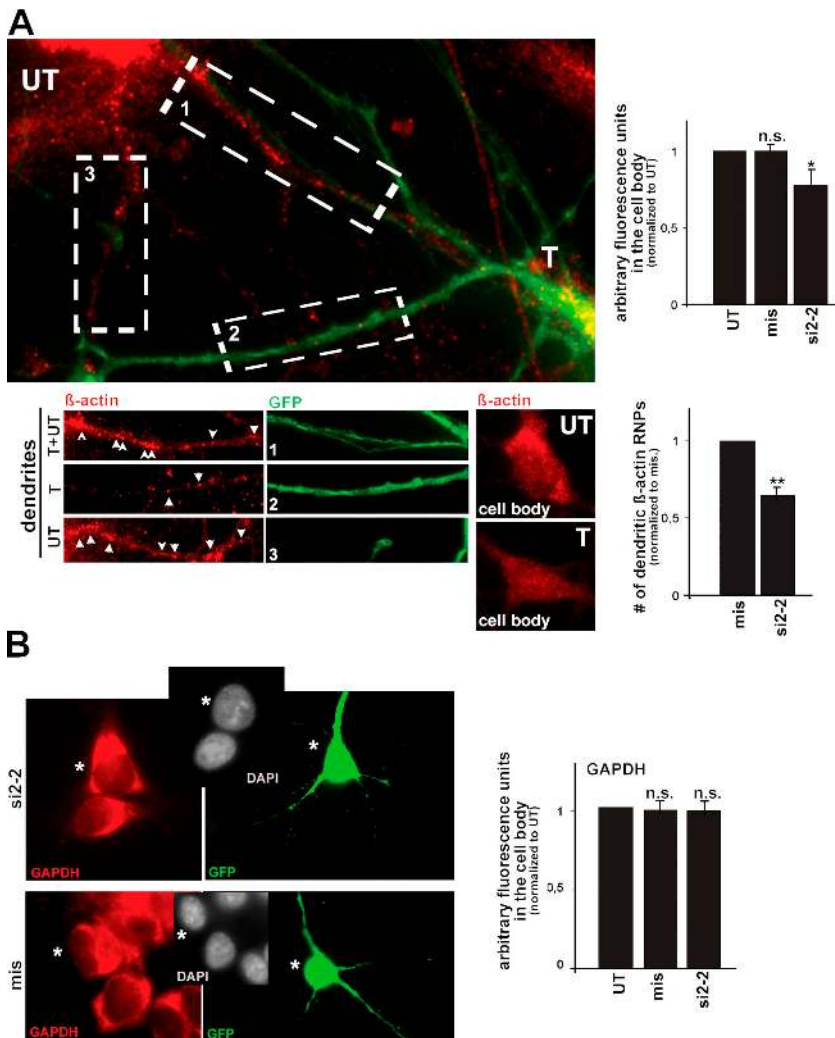 A
UT
1
3
T
2
arbitrary fluorescence units
in the cell body
(normalized to UT)
n.s.
*
1
0,5
0
UT
mis
si2-2
ß-actin
GFP
ß-actin
dendrites
T+UT
T
UT
1
2
3
UT
cell body
T
cell body
# of dendritic ß-actin RNPs
(normalized to mis.)
1
**
0,5
0
mis
si2-2
B
si2-2
*
*
*
DAPI
GAPDH
GFP
mis
*
*
*
DAPI
GAPDH
GFP
arbitrary fluorescence units
in the cell body
(normalized to UT)
GAPDH
n.s.
n.s.
1
0,5
0
UT
mis
si2-2